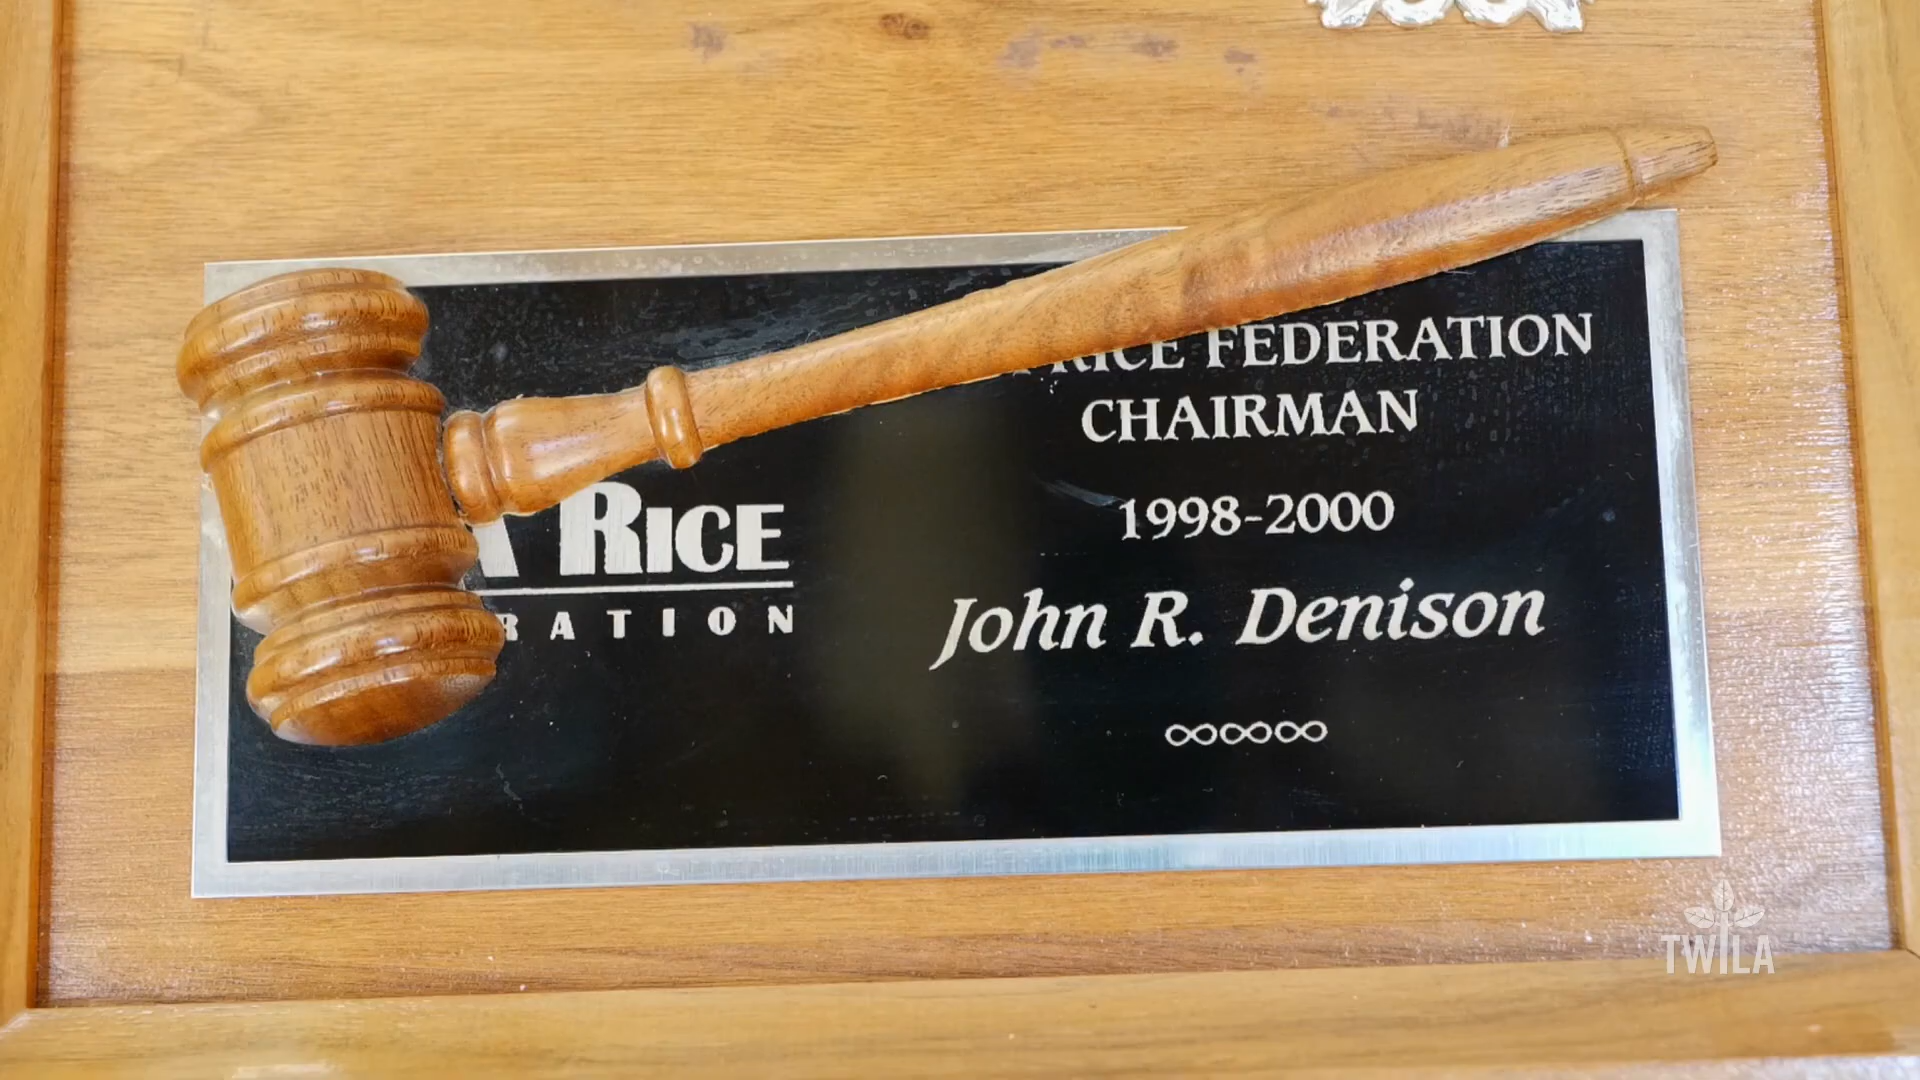 RICE
RATION
RICE FEDERATION
CHAIRMAN
1998-2000
John R. Denison
TWILA